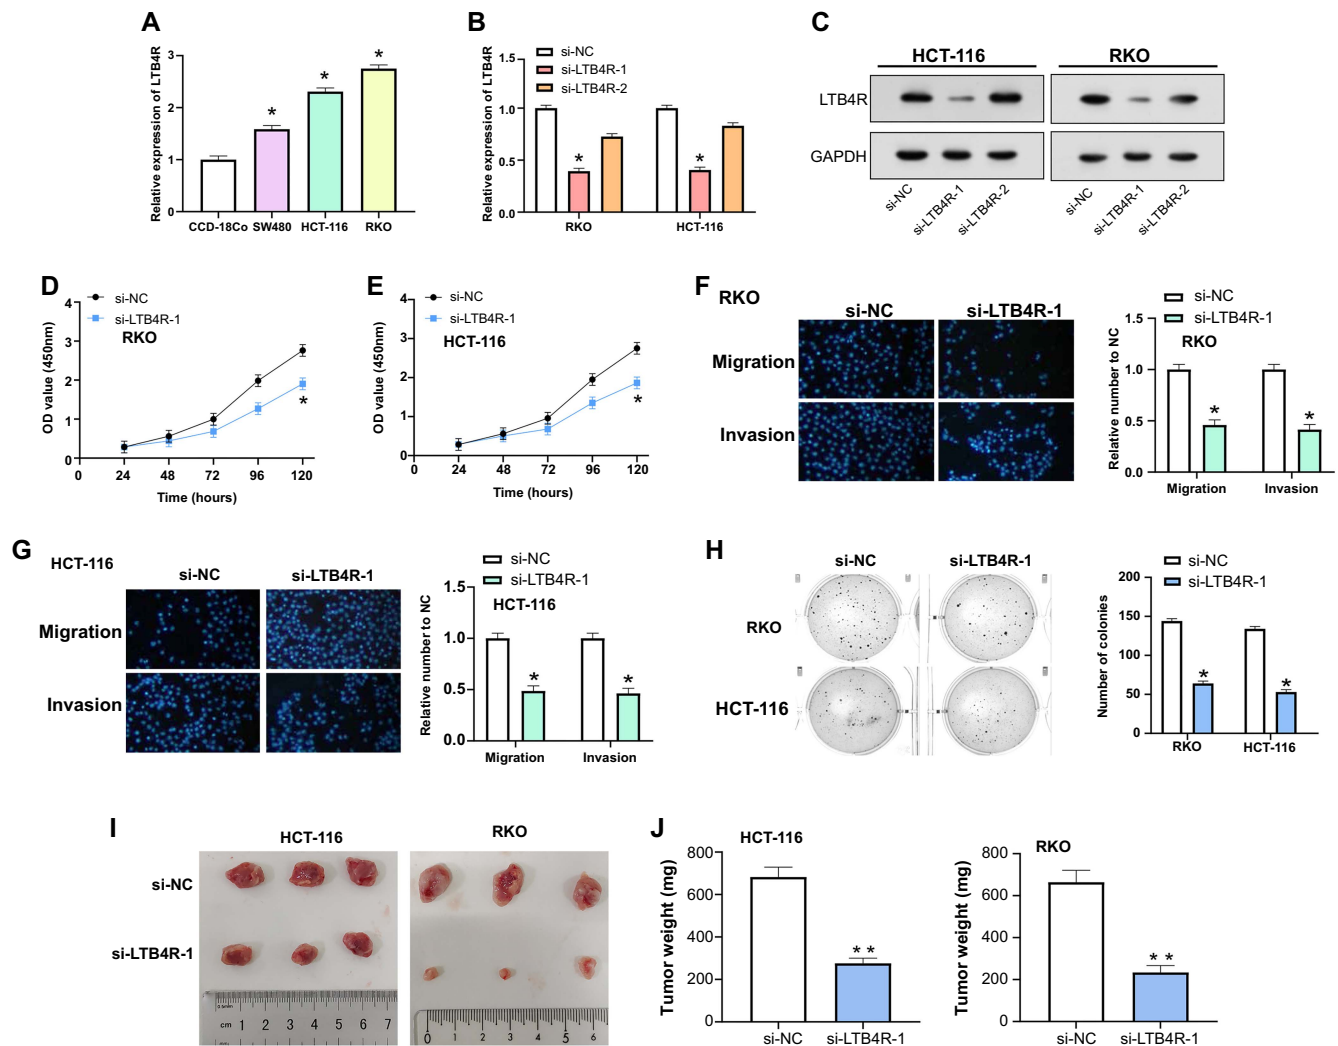 A
Relative expression of LTB4R
3
2
1
0
*
*
*
CCD-18Co SW480 HCT-116 RKO
B
Relative expression of LTB4R
si-NC
si-LTB4R-1
si-LTB4R-2
1.5
1.0
0.5
0.0
*
*
RKO HCT-116
C
HCT-116 RKO
LTB4R
GAPDH
si-NC si-LTB4R-1 si-LTB4R-2 si-NC si-LTB4R-1 si-LTB4R-2
D
si-NC
si-LTB4R-1
RKO
OD value (450nm)
4
3
2
1
0
*
0 24 48 72 96 120
Time (hours)
E
si-NC
si-LTB4R-1
HCT-116
OD value (450nm)
4
3
2
1
0
*
0 24 48 72 96 120
Time (hours)
F
RKO
si-NC si-LTB4R-1
Migration
Invasion
si-NC
si-LTB4R-1
RKO
Relative number to NC
1.5
1.0
0.5
0.0
*
*
Migration Invasion
G
HCT-116
si-NC si-LTB4R-1
Migration
Invasion
si-NC
si-LTB4R-1
HCT-116
Relative number to NC
1.5
1.0
0.5
0.0
*
*
Migration Invasion
H
si-NC si-LTB4R-1
RKO
HCT-116
si-NC
si-LTB4R-1
Number of colonies
200
150
100
50
0
*
*
RKO HCT-116
I
HCT-116 RKO
si-NC
si-LTB4R-1
cm 1 2 3 4 5 6 7
0 1 2 3 4 5 6
J
HCT-116
Tumor weight (mg)
800
600
400
200
0
**
si-NC si-LTB4R-1
RKO
Tumor weight (mg)
800
600
400
200
0
**
si-NC si-LTB4R-1